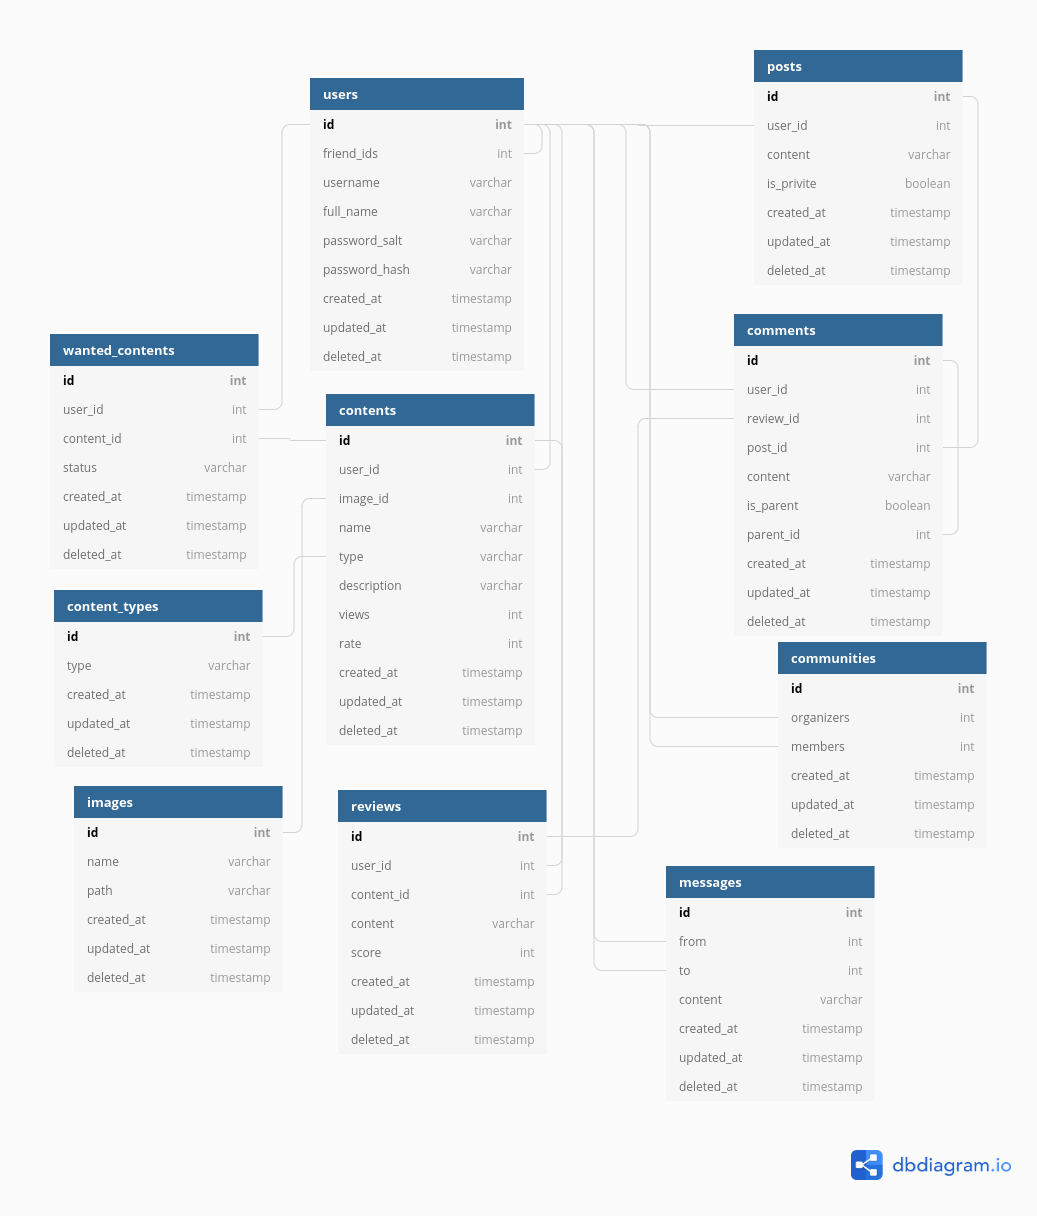 users
id int
friend_ids int
username varchar
full_name varchar
password_salt varchar
password_hash varchar
created_at timestamp
updated_at timestamp
deleted_at timestamp
posts
id int
user_id int
content varchar
is_privite boolean
created_at timestamp
updated_at timestamp
deleted_at timestamp
wanted_contents
id int
user_id int
content_id int
status varchar
created_at timestamp
updated_at timestamp
deleted_at timestamp
contents
id int
user_id int
image_id int
name varchar
type varchar
description varchar
views int
rate int
created_at timestamp
updated_at timestamp
deleted_at timestamp
comments
id int
user_id int
review_id int
post_id int
content varchar
is_parent boolean
parent_id int
created_at timestamp
updated_at timestamp
deleted_at timestamp
content_types
id int
type varchar
created_at timestamp
updated_at timestamp
deleted_at timestamp
communities
id int
organizers int
members int
created_at timestamp
updated_at timestamp
deleted_at timestamp
images
id int
name varchar
path varchar
created_at timestamp
updated_at timestamp
deleted_at timestamp
reviews
id int
user_id int
content_id int
content varchar
score int
created_at timestamp
updated_at timestamp
deleted_at timestamp
messages
id int
from int
to int
content varchar
created_at timestamp
updated_at timestamp
deleted_at timestamp
dbdiagram.io